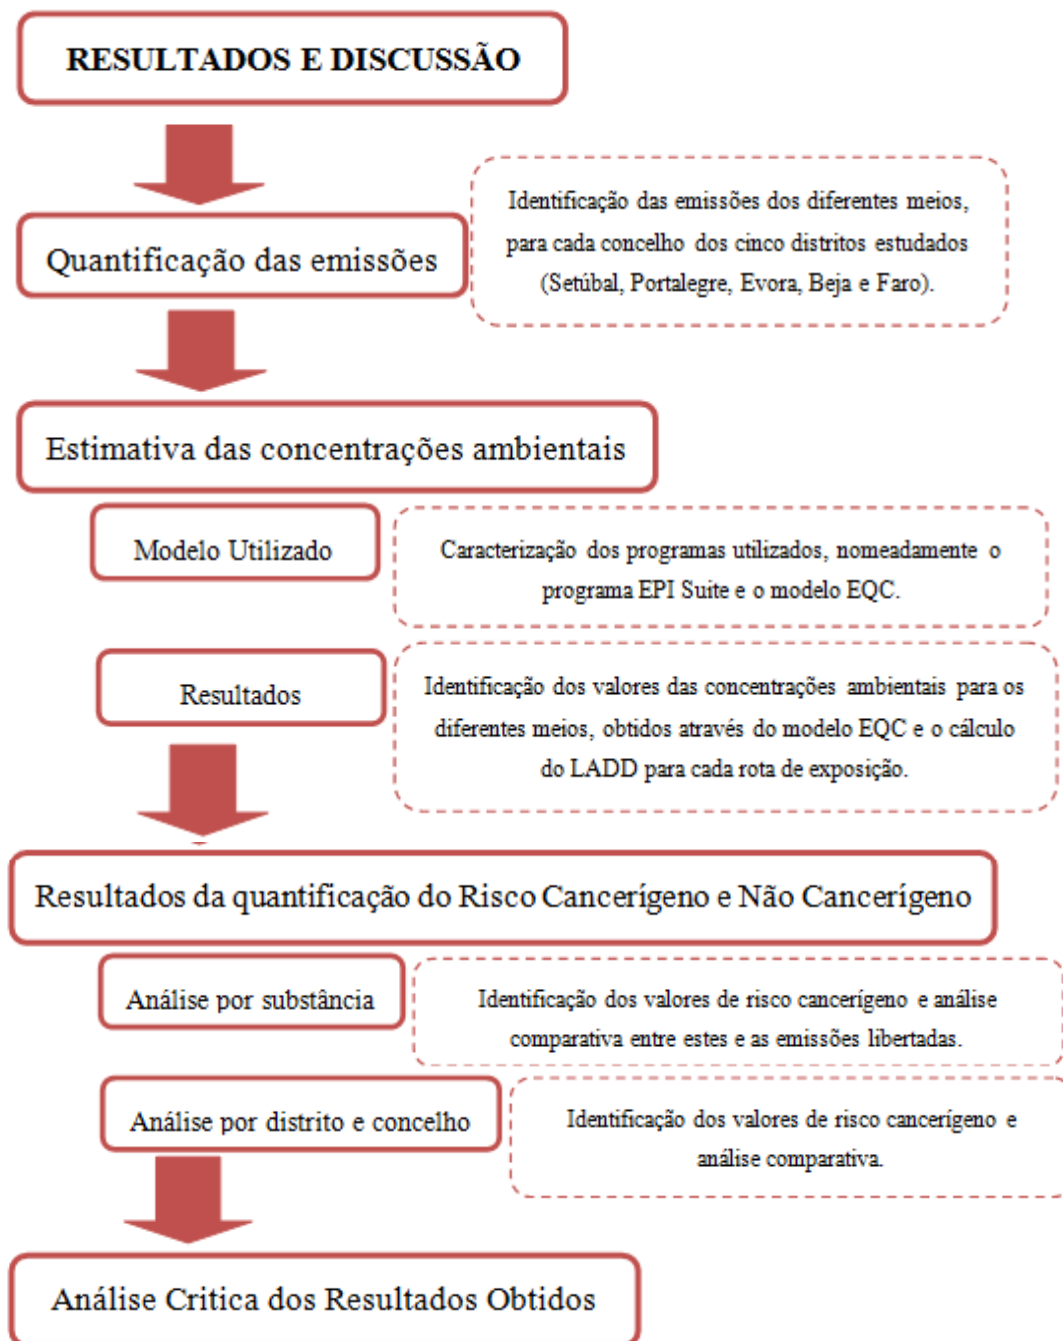 RESULTADOS E DISCUSSÃO
Quantificação das emissões
Identificação das emissões dos diferentes meios,
para cada concelho dos cinco distritos estudados
(Setúbal, Portalegre, Evora, Beja e Faro).
Estimativa das concentrações ambientais
Modelo Utilizado
Caracterização dos programas utilizados, nomeadamente o
programa EPI Suite e o modelo EQC.
Resultados
Identificação dos valores das concentrações ambientais para os
diferentes meios, obtidos através do modelo EQC e o cálculo
do LADD para cada rota de exposição.
Resultados da quantificação do Risco Cancerígeno e Não Cancerígeno
Análise por substância
Identificação dos valores de risco cancerígeno e análise
comparativa entre estes e as emissões libertadas.
Análise por distrito e concelho
Identificação dos valores de risco cancerígeno e
análise comparativa.
Análise Critica dos Resultados Obtidos